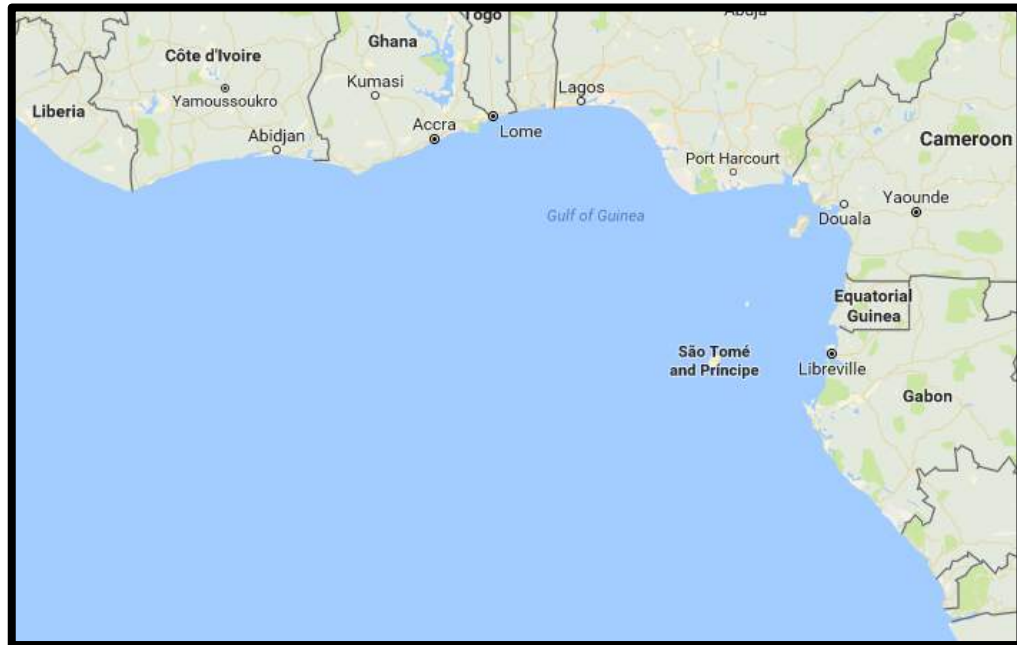 Togo
Abuja
Ghana
Côte d'Ivoire
Kumasi
Lagos
Yamoussoukro
Liberia
Accra
Lome
Abidjan
Cameroon
Port Harcourt
Yaounde
Douala
Gulf of Guinea
Equatorial
Guinea
São Tomé
and Príncipe
Libreville
Gabon